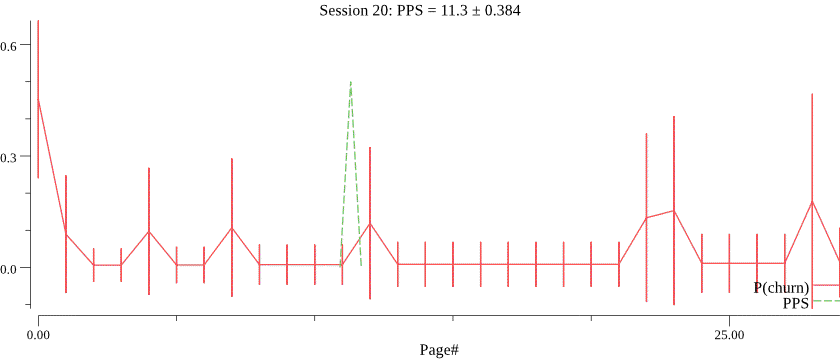 Session 20: PPS = 11.3 ± 0.384
0.6
0.3
0.0
P(churn)
PPS
0.00
25.00
Page#